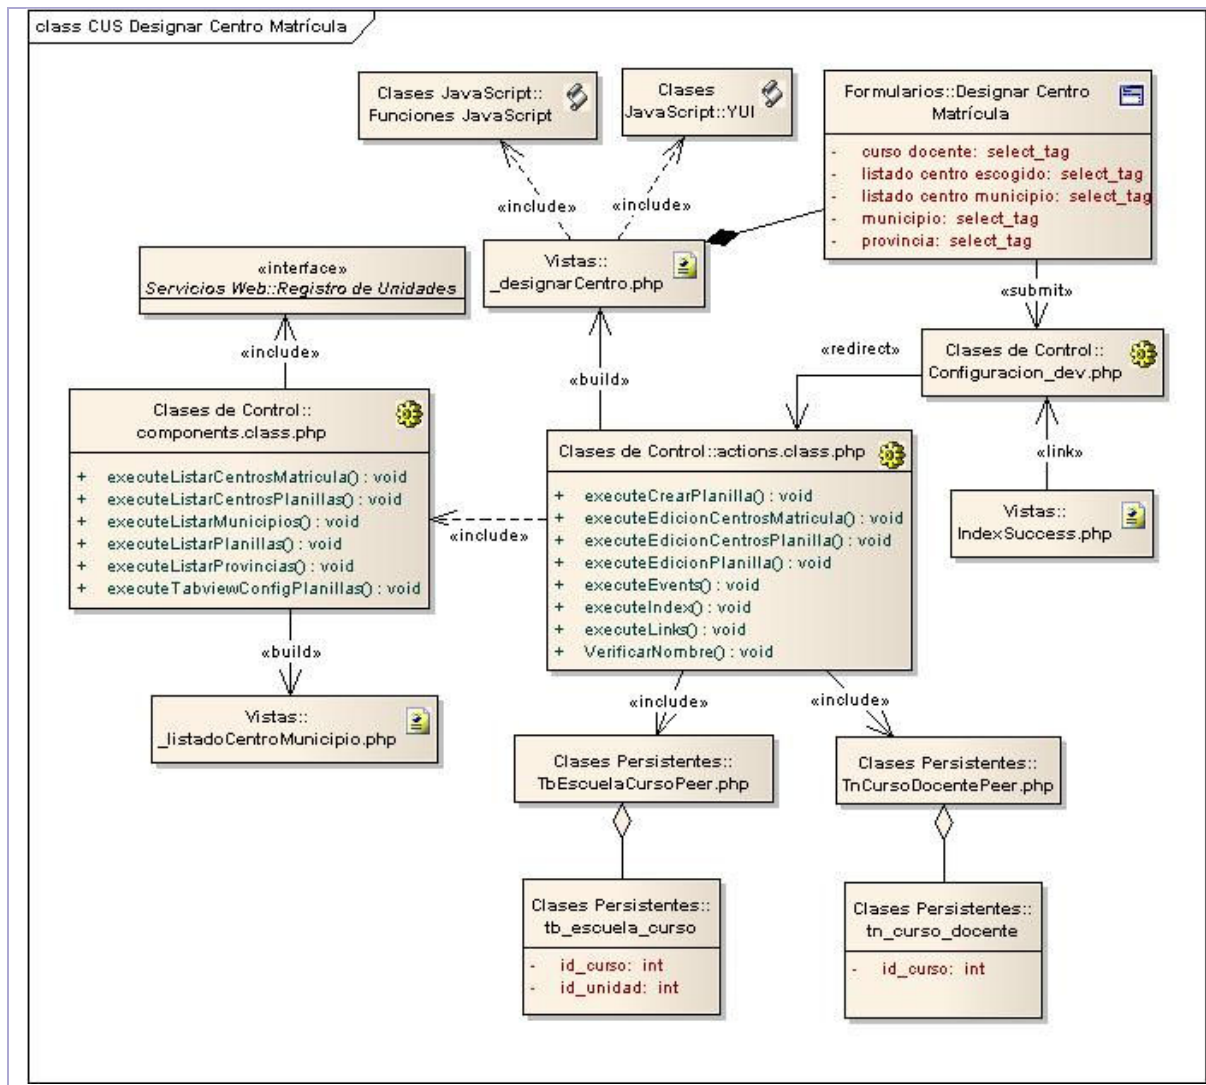 class CUS Designar Centro Matrícula
Clases JavaScript::
Funciones JavaScript
Clases
JavaScript::YUI
Formularios::Designar Centro
Matrícula
- curso docente: select_tag
- listado centro escogido: select_tag
- listado centro municipio: select_tag
- municipio: select_tag
- provincia: select_tag
«include»
«include»
«interface»
Servicios Web::Registro de Unidades
Vistas::
_designarCentro.php
«submit»
«include»
«build»
«redirect»
Clases de Control::
Configuracion_dev.php
Clases de Control::
components.class.php
+ executeListarCentrosMatricula() : void
+ executeListarCentrosPlanillas() : void
+ executeListarMunicipios() : void
+ executeListarPlanillas() : void
+ executeListarProvincias() : void
+ executeTabviewConfigPlanillas() : void
«include»
Clases de Control::actions.class.php
+ executeCrearPlanilla() : void
+ executeEdicionCentrosMatricula() : void
+ executeEdicionCentrosPlanilla() : void
+ executeEdicionPlanilla() : void
+ executeEvents() : void
+ executeIndex() : void
+ executeLinks() : void
+ VerificarNombre() : void
«link»
Vistas::
IndexSuccess.php
«build»
Vistas::
_listadoCentroMunicipio.php
«include»
«include»
Clases Persistentes::
TbEscuelaCursoPeer.php
Clases Persistentes::
TnCursoDocentePeer.php
Clases Persistentes::
tb_escuela_curso
- id_curso: int
- id_unidad: int
Clases Persistentes::
tn_curso_docente
- id_curso: int